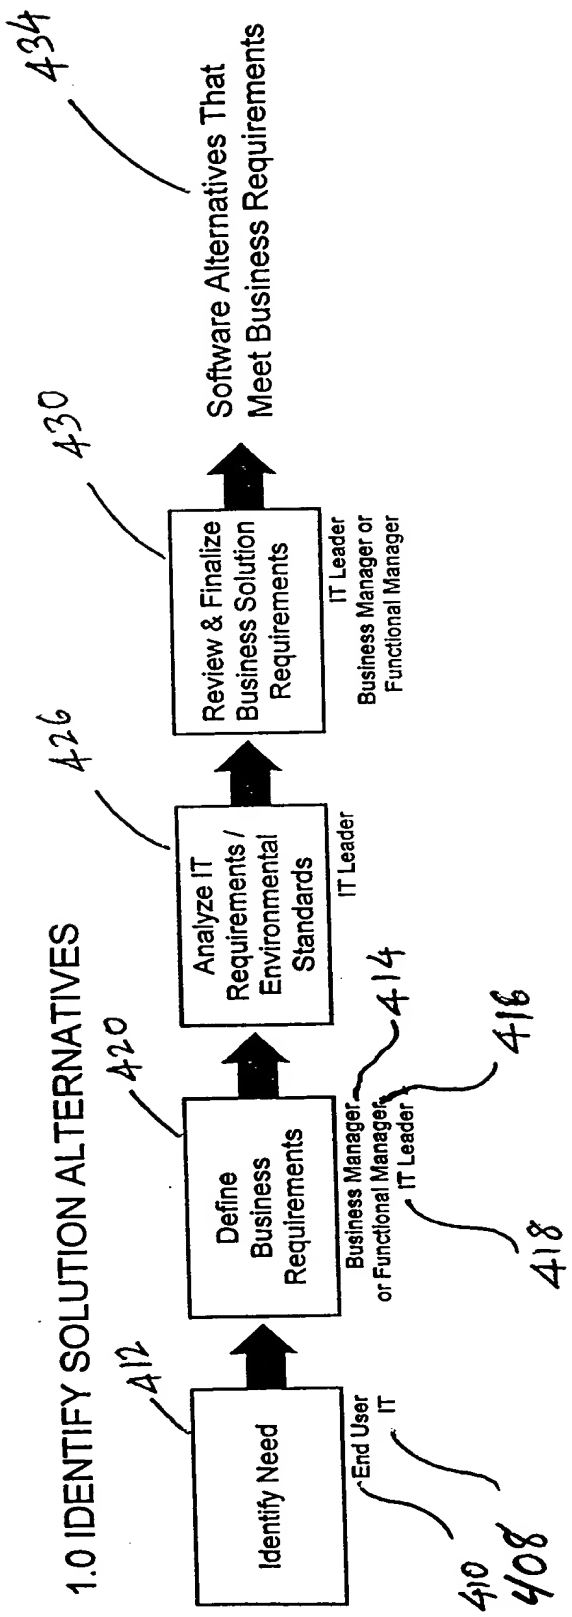 1.0 IDENTIFY SOLUTION ALTERNATIVES
412
Identify Need
End User
IT
410
408
420
Define
Business
Requirements
Business Manager
or Functional Manager
IT Leader
414
416
418
426
Analyze IT
Requirements /
Environmental
Standards
IT Leader
430
Review & Finalize
Business Solution
Requirements
IT Leader
Business Manager or
Functional Manager
434
Software Alternatives That
Meet Business Requirements